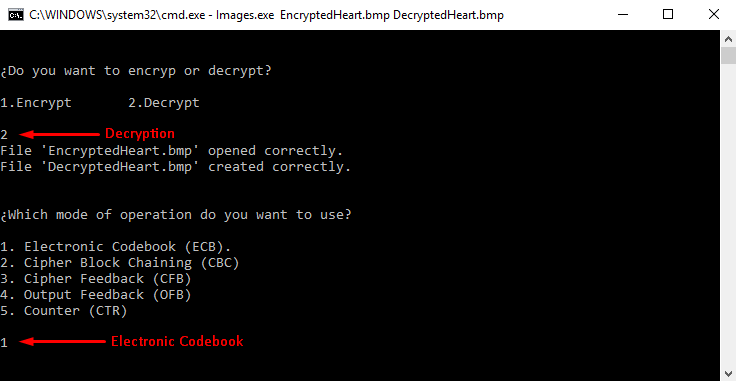 C:\WINDOWS\system32\cmd.exe - Images.exe EncryptedHeart.bmp DecryptedHeart.bmp
¿Do you want to encryp or decrypt?
1.Encrypt 2.Decrypt
2 Decryption
File 'EncryptedHeart.bmp' opened correctly.
File 'DecryptedHeart.bmp' created correctly.
¿Which mode of operation do you want to use?
1. Electronic Codebook (ECB).
2. Cipher Block Chaining (CBC)
3. Cipher Feedback (CFB)
4. Output Feedback (OFB)
5. Counter (CTR)
1 Electronic Codebook